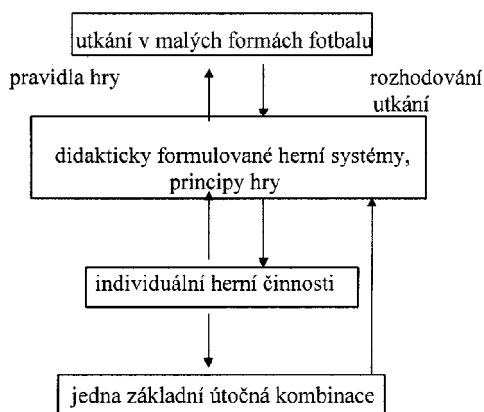 utkání v malých formách fotbalu
pravidla hry
rozhodování
utkání
didakticky formulované herní systémy,
principy hry
individuální herní činnosti
jedna základní útočná kombinace